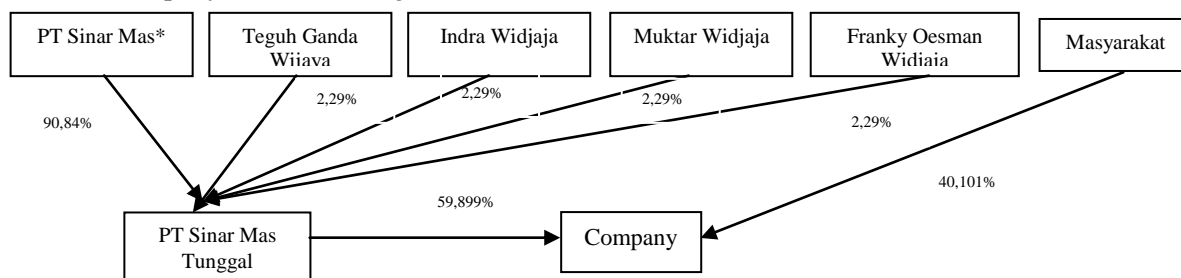 PT Sinar Mas*
Teguh Ganda
Wijaya
Indra Widjaja
Muktar Widjaja
Franky Oesman
Widjaja
Masyarakat
90,84%
2,29%
2,29%
2,29%
2,29%
40,101%
59,899%
PT Sinar Mas
Tunggal
Company